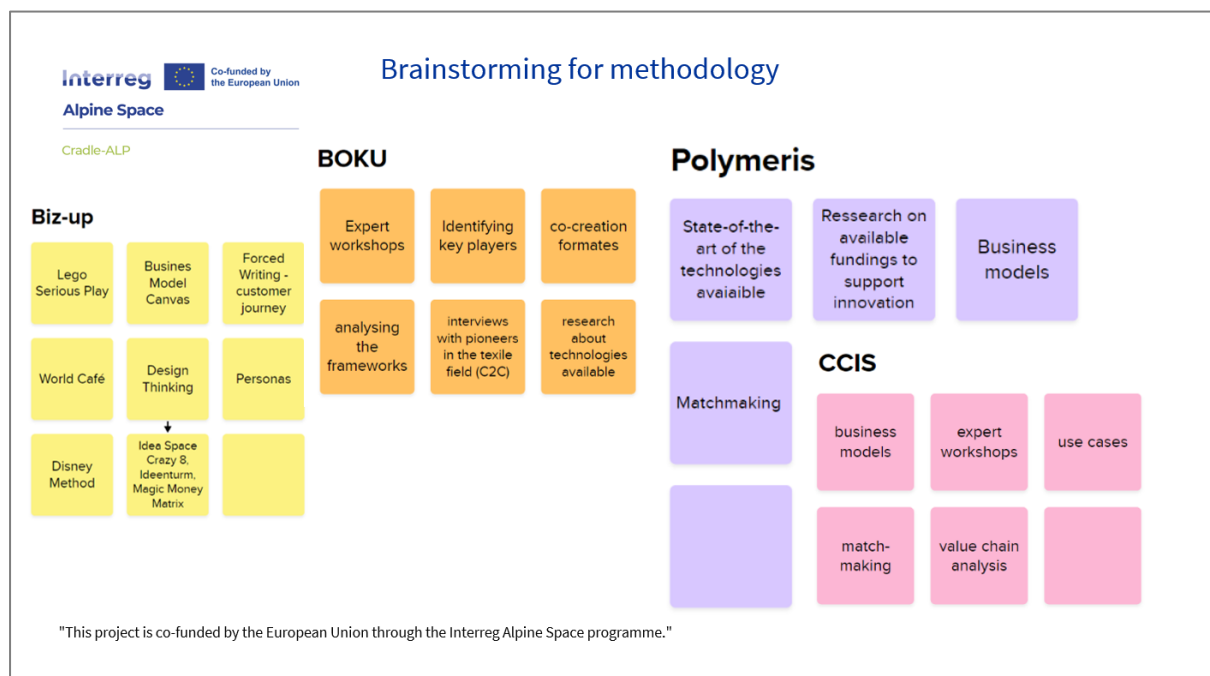 Interreg
Co-funded by
the European Union
Alpine Space
Cradle-ALP
Brainstorming for methodology
Biz-up
Lego
Serious Play
Busines
Model
Canvas
Forced
Writing -
customer
journey
World Café
Design
Thinking
Personas
Disney
Method
Idea Space
Crazy 8,
Ideenturm,
Magic Money
Matrix
BOKU
Expert
workshops
Identifying
key players
co-creation
formates
analysing
the
frameworks
interviews
with pioneers
in the texile
field (C2C)
research
about
technologies
available
Polymeris
State-of-the-
art of the
technologies
avaiaible
Ressearch on
available
fundings to
support
innovation
Business
models
Matchmaking
CCIS
business
models
expert
workshops
use cases
match-
making
value chain
analysis
"This project is co-funded by the European Union through the Interreg Alpine Space programme."